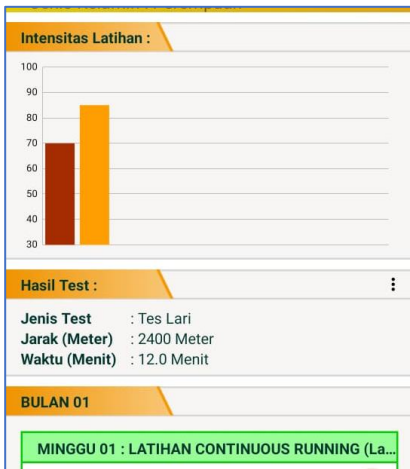 Intensitas Latihan :
100
90
80
70
60
50
40
30
Hasil Test :
Jenis Test : Tes Lari
Jarak (Meter) : 2400 Meter
Waktu (Menit) : 12.0 Menit
BULAN 01
MINGGU 01 : LATIHAN CONTINUOUS RUNNING (La...